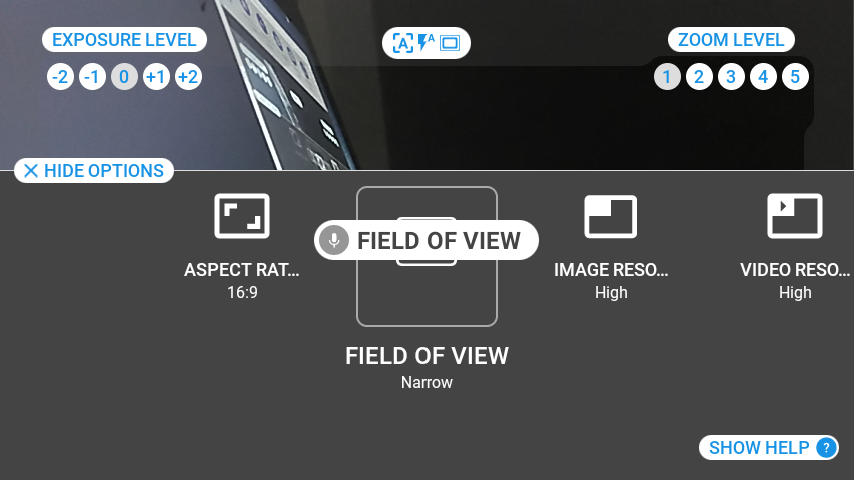 EXPOSURE LEVEL
-2 -1 0 +1 +2
A A
ZOOM LEVEL
1 2 3 4 5
HIDE OPTIONS
ASPECT RAT...
16:9
FIELD OF VIEW
FIELD OF VIEW
Narrow
IMAGE RESO...
High
VIDEO RESO...
High
SHOW HELP ?